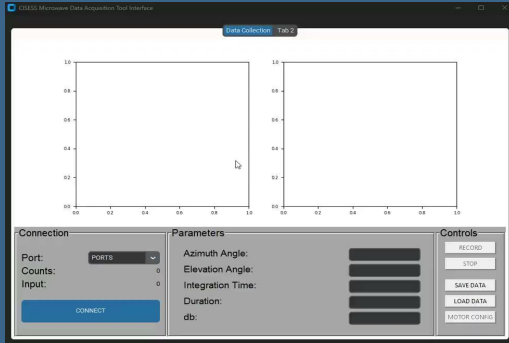 CISESS Microwave Data Acquisition Tool Interface
Data Collection Tab 2
1.0
0.8
0.6
0.4
0.2
0.0
0.0 0.2 0.4 0.6 0.8 1.0
1.0
0.8
0.6
0.4
0.2
0.0
0.0 0.2 0.4 0.6 0.8 1.0
Connection
Port: PORTS
Counts: 0
Input: 0
CONNECT
Parameters
Azimuth Angle:
Elevation Angle:
Integration Time:
Duration:
db:
Controls
RECORD
STOP
SAVE DATA
LOAD DATA
MOTOR CONFIG